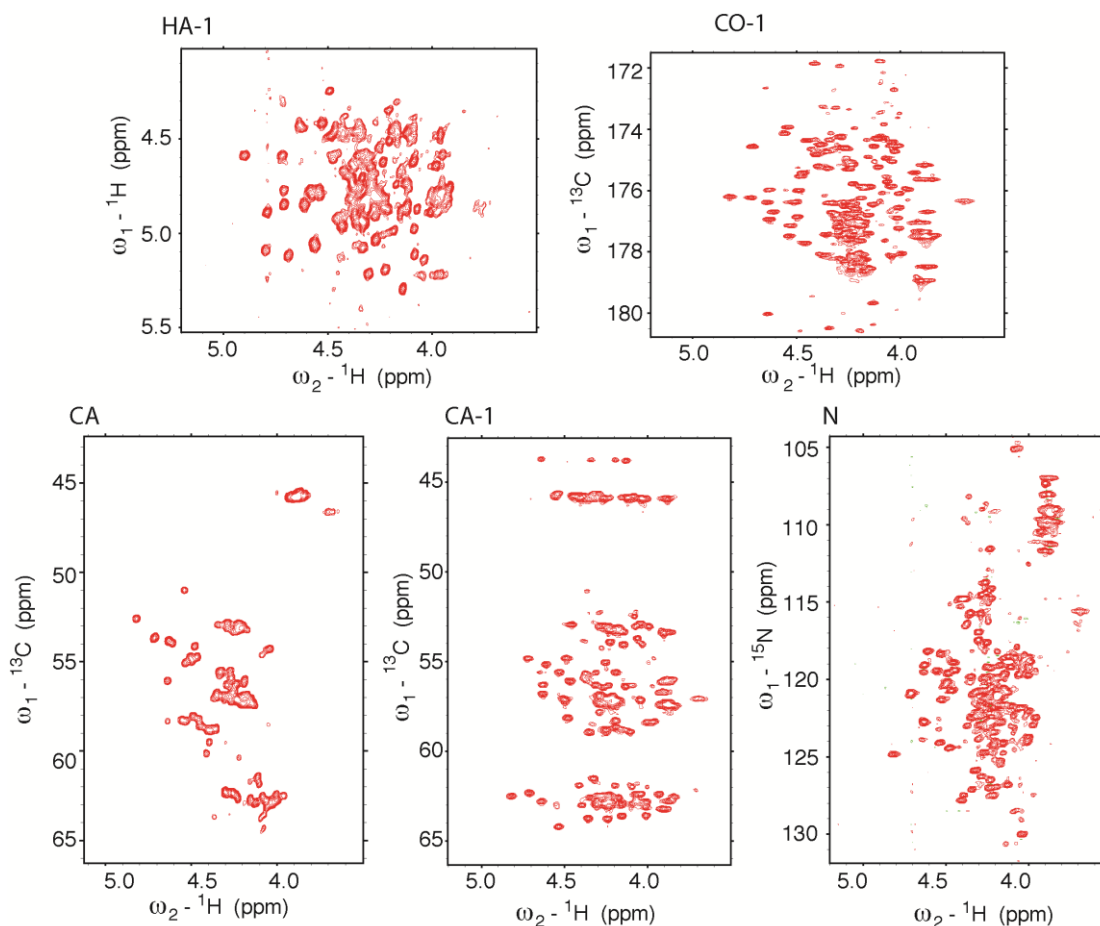 HA-1
CO-1
4.5
5.0
5.5
ω₁ - ¹H (ppm)
5.0 4.5 4.0
ω₂ - ¹H (ppm)
172
174
176
178
180
ω₁ - ¹³C (ppm)
5.0 4.5 4.0
ω₂ - ¹H (ppm)
CA
CA-1
N
45
50
55
60
65
ω₁ - ¹³C (ppm)
5.0 4.5 4.0
ω₂ - ¹H (ppm)
45
50
55
60
65
ω₁ - ¹³C (ppm)
5.0 4.5 4.0
ω₂ - ¹H (ppm)
105
110
115
120
125
130
ω₁ - ¹⁵N (ppm)
5.0 4.5 4.0
ω₂ - ¹H (ppm)